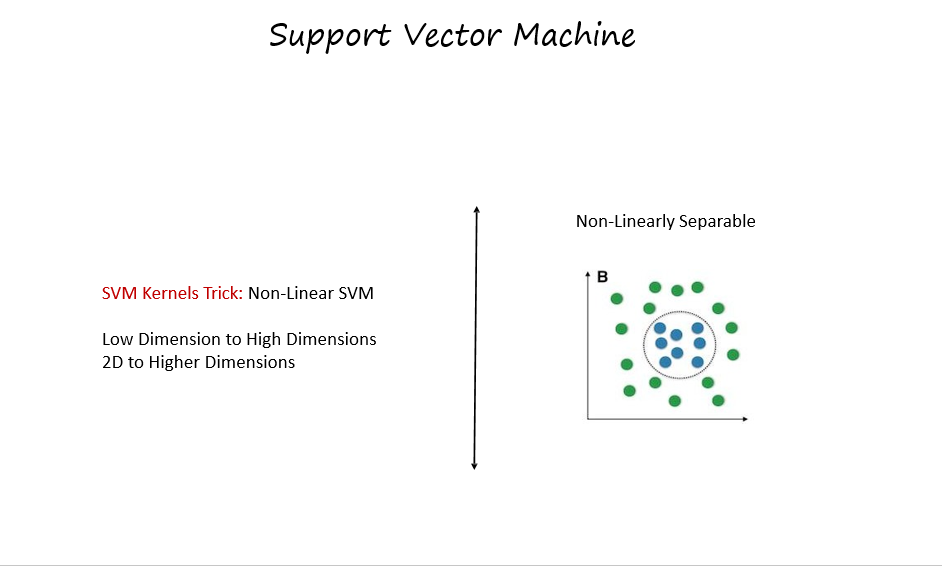 Support Vector Machine
SVM Kernels Trick: Non-Linear SVM
Low Dimension to High Dimensions
2D to Higher Dimensions
Non-Linearly Separable
B